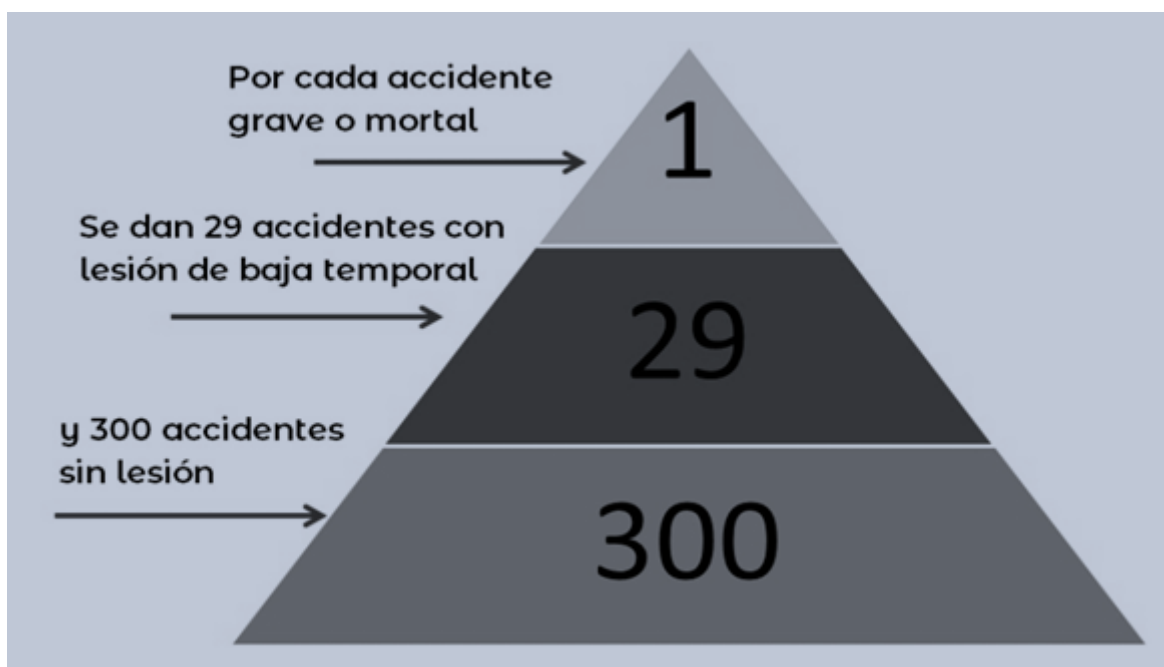 Por cada accidente
grave o mortal
1
Se dan 29 accidentes con
lesión de baja temporal
29
y 300 accidentes
sin lesión
300